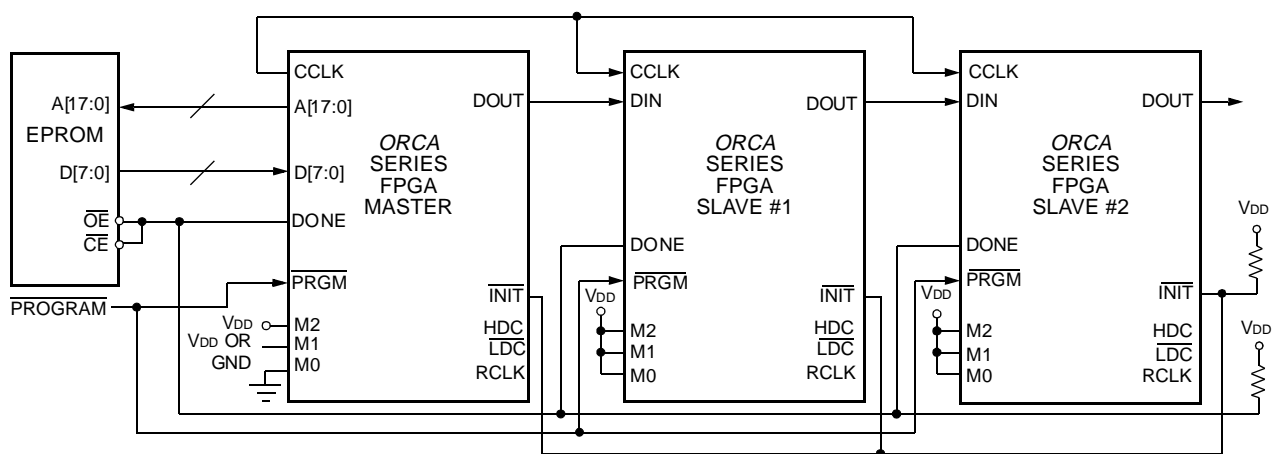 EPROM
A[17:0]
D[7:0]
OE
CE
PROGRAM
CCLK
A[17:0]
DOUT
D[7:0]
ORCA
SERIES
FPGA
MASTER
DONE
PRGM
INIT
VDD
M2
HDC
VDD OR
GND
M1
LDC
M0
RCLK
CCLK
DIN
DOUT
ORCA
SERIES
FPGA
SLAVE #1
DONE
PRGM
INIT
VDD
M2
HDC
M1
LDC
M0
RCLK
CCLK
DIN
DOUT
ORCA
SERIES
FPGA
SLAVE #2
DONE
PRGM
INIT
VDD
M2
HDC
M1
LDC
M0
RCLK
VDD
VDD